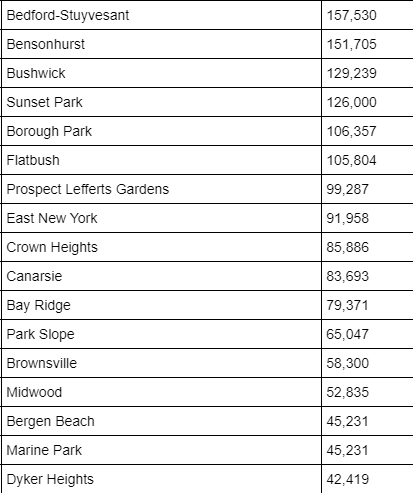 Bedford-Stuyvesant 157,530
Bensonhurst 151,705
Bushwick 129,239
Sunset Park 126,000
Borough Park 106,357
Flatbush 105,804
Prospect Lefferts Gardens 99,287
East New York 91,958
Crown Heights 85,886
Canarsie 83,693
Bay Ridge 79,371
Park Slope 65,047
Brownsville 58,300
Midwood 52,835
Bergen Beach 45,231
Marine Park 45,231
Dyker Heights 42,419